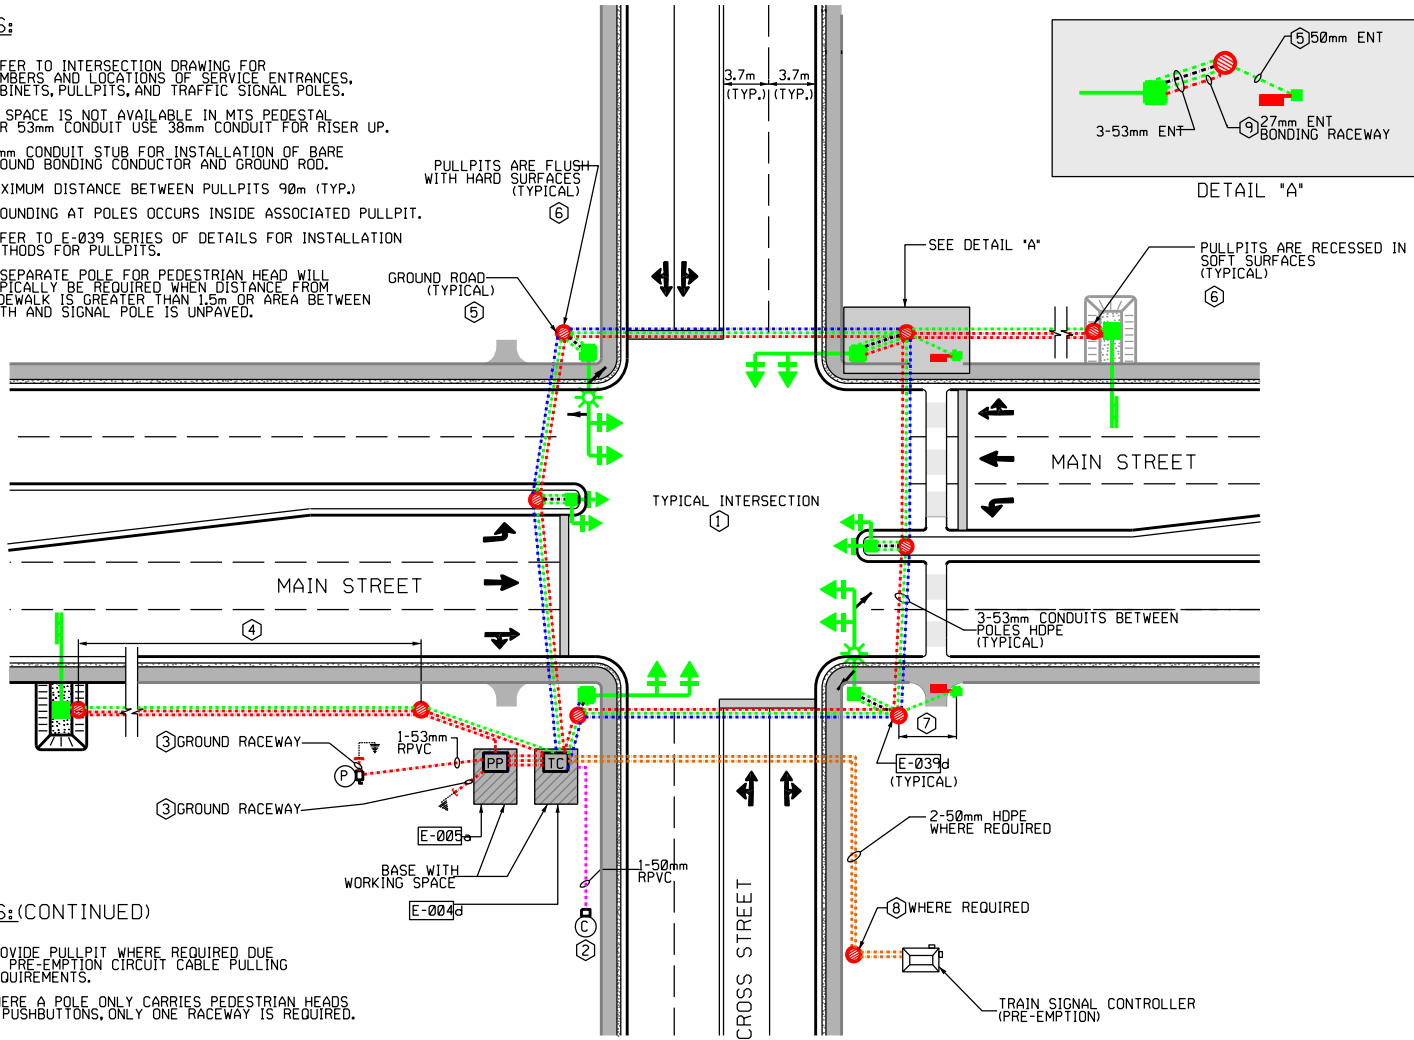 S:
FER TO INTERSECTION DRAWING FOR
MBERS AND LOCATIONS OF SERVICE ENTRANCES,
BINETS, PULLPITS, AND TRAFFIC SIGNAL POLES.
SPACE IS NOT AVAILABLE IN MTS PEDESTAL
R 53mm CONDUIT USE 38mm CONDUIT FOR RISER UP.
mm CONDUIT STUB FOR INSTALLATION OF BARE
OUND BONDING CONDUCTOR AND GROUND ROD.
XIMUM DISTANCE BETWEEN PULLPITS 90m (TYP.)
OUNDING AT POLES OCCURS INSIDE ASSOCIATED PULLPIT.
FER TO E-039 SERIES OF DETAILS FOR INSTALLATION
THODS FOR PULLPITS.
SEPARATE POLE FOR PEDESTRIAN HEAD WILL
PICALLY BE REQUIRED WHEN DISTANCE FROM
DEWALK IS GREATER THAN 1.5m OR AREA BETWEEN
TH AND SIGNAL POLE IS UNPAVED.
PULLPITS ARE FLUSH
WITH HARD SURFACES
(TYPICAL)
6
GROUND ROAD
(TYPICAL)
5
3.7m 3.7m
(TYP.) (TYP.)
5 50mm ENT
3-53mm ENT
9 27mm ENT
BONDING RACEWAY
DETAIL "A"
SEE DETAIL "A"
PULLPITS ARE RECESSED IN
SOFT SURFACES
(TYPICAL)
6
MAIN STREET
TYPICAL INTERSECTION
1
MAIN STREET
3-53mm CONDUITS BETWEEN
POLES HDPE
(TYPICAL)
4
7
3 GROUND RACEWAY
1-53mm
RPVC
P
PP
TC
E-039d
(TYPICAL)
3 GROUND RACEWAY
E-005a
BASE WITH
WORKING SPACE
E-004d
1-50mm
RPVC
C
2
2-50mm HDPE
WHERE REQUIRED
8 WHERE REQUIRED
CROSS STREET
TRAIN SIGNAL CONTROLLER
(PRE-EMPTION)
S: (CONTINUED)
OVIDE PULLPIT WHERE REQUIRED DUE
PRE-EMPTION CIRCUIT CABLE PULLING
QUIREMENTS.
ERE A POLE ONLY CARRIES PEDESTRIAN HEADS
PUSHBUTTONS, ONLY ONE RACEWAY IS REQUIRED.